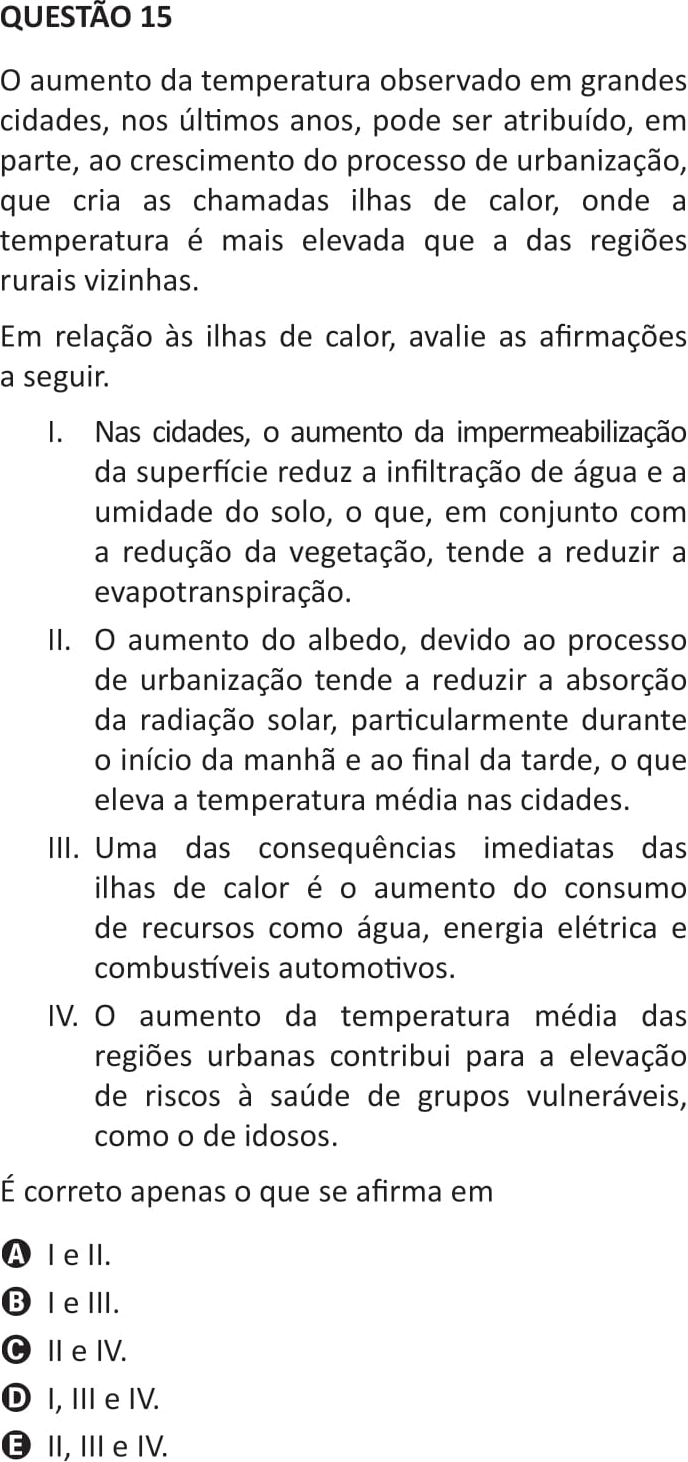 QUESTÃO 15
O aumento da temperatura observado em grandes
cidades, nos últimos anos, pode ser atribuído, em
parte, ao crescimento do processo de urbanização,
que cria as chamadas ilhas de calor, onde a
temperatura é mais elevada que a das regiões
rurais vizinhas.
Em relação às ilhas de calor, avalie as afirmações
a seguir.
I. Nas cidades, o aumento da impermeabilização
da superfície reduz a infiltração de água e a
umidade do solo, o que, em conjunto com
a redução da vegetação, tende a reduzir a
evapotranspiração.
II. O aumento do albedo, devido ao processo
de urbanização tende a reduzir a absorção
da radiação solar, particularmente durante
o início da manhã e ao final da tarde, o que
eleva a temperatura média nas cidades.
III. Uma das consequências imediatas das
ilhas de calor é o aumento do consumo
de recursos como água, energia elétrica e
combustíveis automotivos.
IV. O aumento da temperatura média das
regiões urbanas contribui para a elevação
de riscos à saúde de grupos vulneráveis,
como o de idosos.
É correto apenas o que se afirma em
A I e II.
B I e III.
C II e IV.
D I, III e IV.
E II, III e IV.